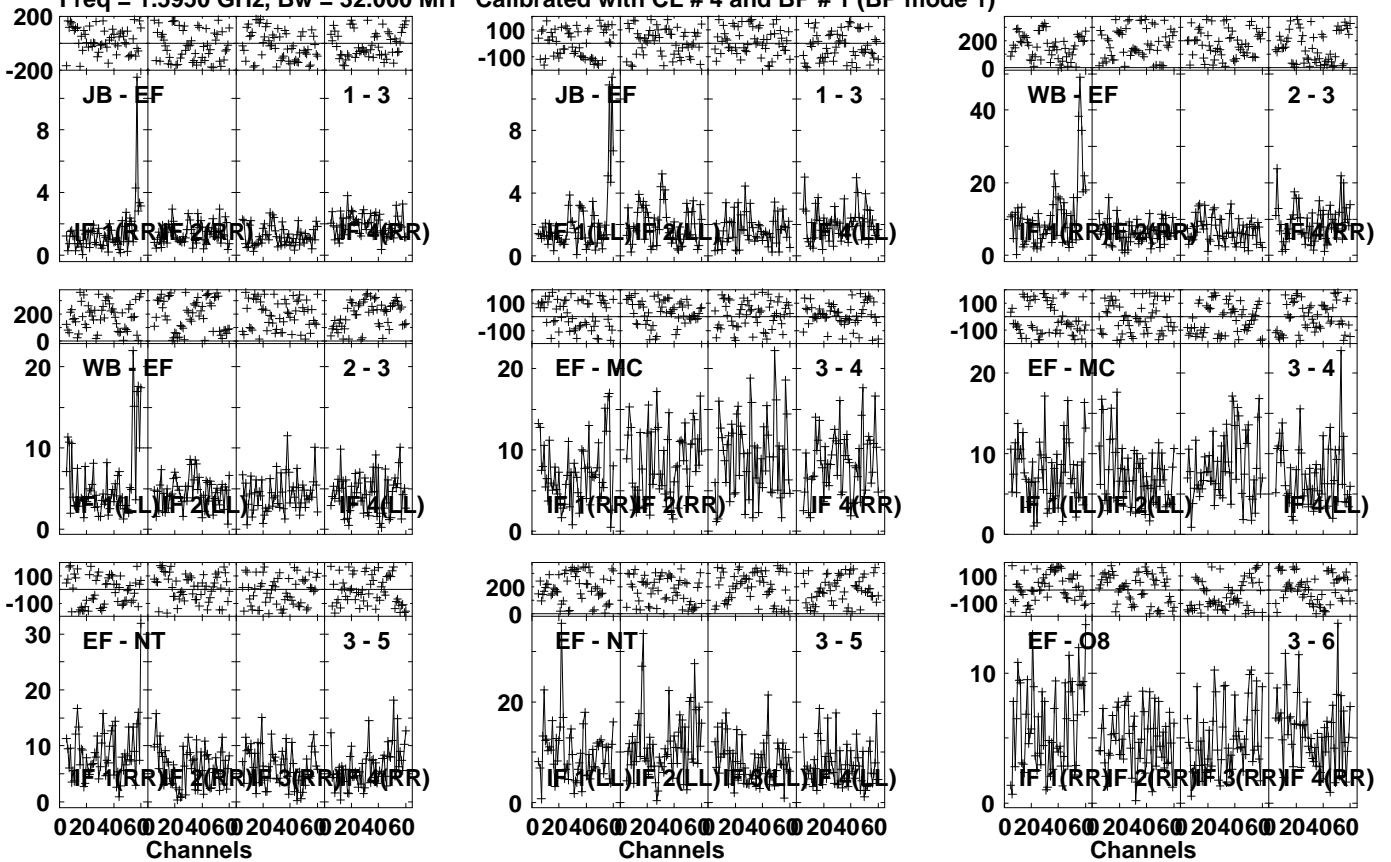 Freq = 1.5950 GHz, Bw = 32.000 MH Calibrated with CL # 4 and BP # 1 (BP mode 1)
200
-200
JB - EF
1 - 3
8
4
0
IF 1(RR)
IF 2(RR)
IF 4(RR)
100
-100
JB - EF
1 - 3
8
4
0
IF 1(LL)
IF 2(LL)
IF 4(LL)
200
0
WB - EF
2 - 3
40
20
0
IF 1(RR)
IF 2(RR)
IF 4(RR)
200
0
WB - EF
2 - 3
20
10
0
IF 1(LL)
IF 2(LL)
IF 4(LL)
100
-100
EF - MC
3 - 4
20
10
0
IF 1(RR)
IF 2(RR)
IF 4(RR)
100
-100
EF - MC
3 - 4
20
10
0
IF 1(LL)
IF 2(LL)
IF 4(LL)
100
-100
EF - NT
3 - 5
30
20
10
0
IF 1(RR)
IF 2(RR)
IF 3(RR)
IF 4(RR)
0 20 40 60 0 20 40 60 0 20 40 60 0 20 40 60
Channels
200
0
EF - NT
3 - 5
20
0
IF 1(LL)
IF 2(LL)
IF 3(LL)
IF 4(LL)
0 20 40 60 0 20 40 60 0 20 40 60 0 20 40 60
Channels
100
-100
EF - O8
3 - 6
10
0
IF 1(RR)
IF 2(RR)
IF 3(RR)
IF 4(RR)
0 20 40 60 0 20 40 60 0 20 40 60 0 20 40 60
Channels